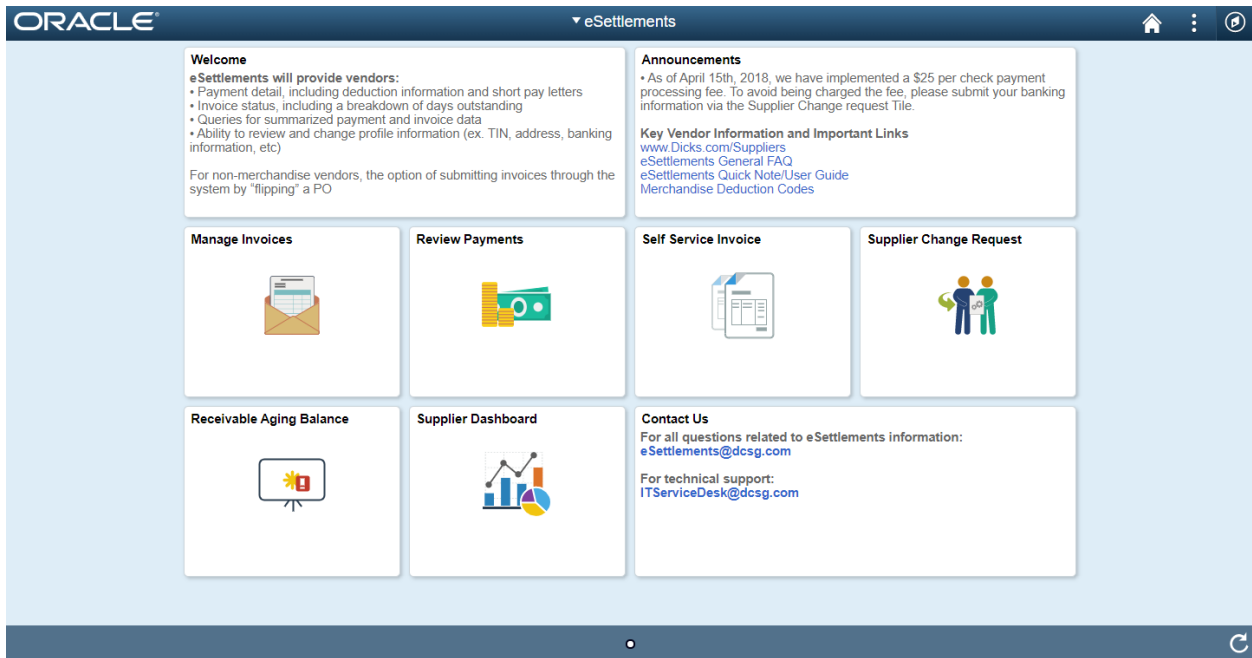 ORACLE
eSettlements
Welcome
eSettlements will provide vendors:
• Payment detail, including deduction information and short pay letters
• Invoice status, including a breakdown of days outstanding
• Queries for summarized payment and invoice data
• Ability to review and change profile information (ex. TIN, address, banking
information, etc)
For non-merchandise vendors, the option of submitting invoices through the
system by "flipping" a PO
Announcements
• As of April 15th, 2018, we have implemented a $25 per check payment
processing fee. To avoid being charged the fee, please submit your banking
information via the Supplier Change request Tile.
Key Vendor Information and Important Links
www.Dicks.com/Suppliers
eSettlements General FAQ
eSettlements Quick Note/User Guide
Merchandise Deduction Codes
Manage Invoices
Review Payments
Self Service Invoice
Supplier Change Request
Receivable Aging Balance
Supplier Dashboard
Contact Us
For all questions related to eSettlements information:
eSettlements@dcsg.com
For technical support:
ITServiceDesk@dcsg.com